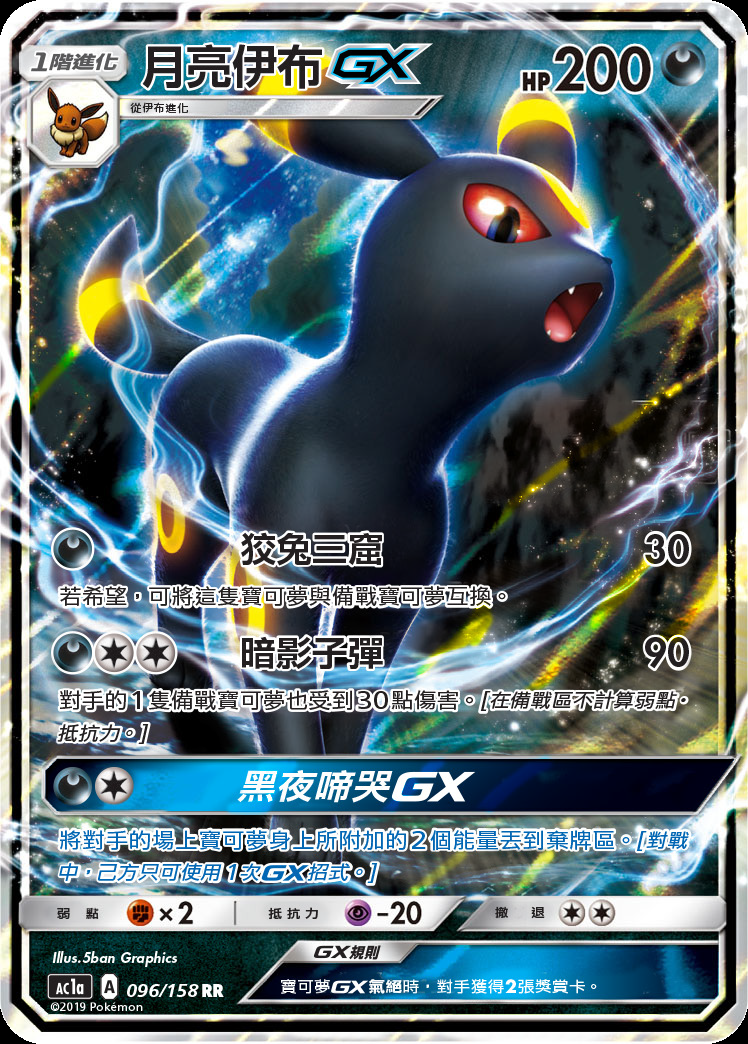 1階進化
月亮伊布GX
HP200
從伊布進化
狡兔三窟 30
若希望，可將這隻寶可夢與備戰寶可夢互換。
暗影子彈 90
對手的1隻備戰寶可夢也受到30點傷害。[在備戰區不計算弱點・
抵抗力。]
黑夜啼哭GX
將對手的場上寶可夢身上所附加的2個能量丟到棄牌區。[對戰
中，己方只可使用1次GX招式。]
弱點 ×2 抵抗力 -20 撤退
Illus.5ban Graphics
GX規則
AC1a A 096/158 RR
寶可夢GX氣絕時，對手獲得2張獎賞卡。
©2019 Pokémon